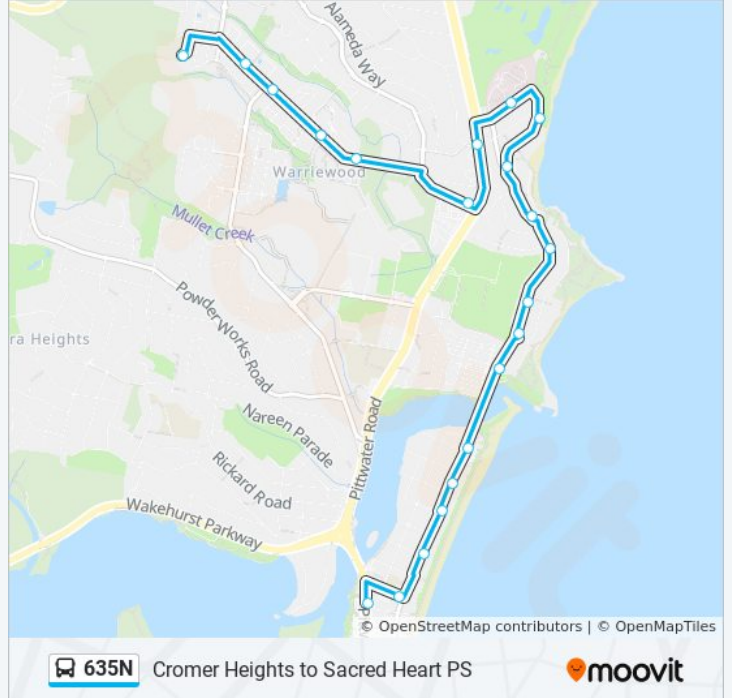 Alameda Way
Warriewood
Mullet Creek
Powder Works Road
ra Heights
Nareen Parade
Pittwater Road
Rickard Road
Wakehurst Parkway
© OpenStreetMap contributors | © OpenMapTiles
635N Cromer Heights to Sacred Heart PS
moovit